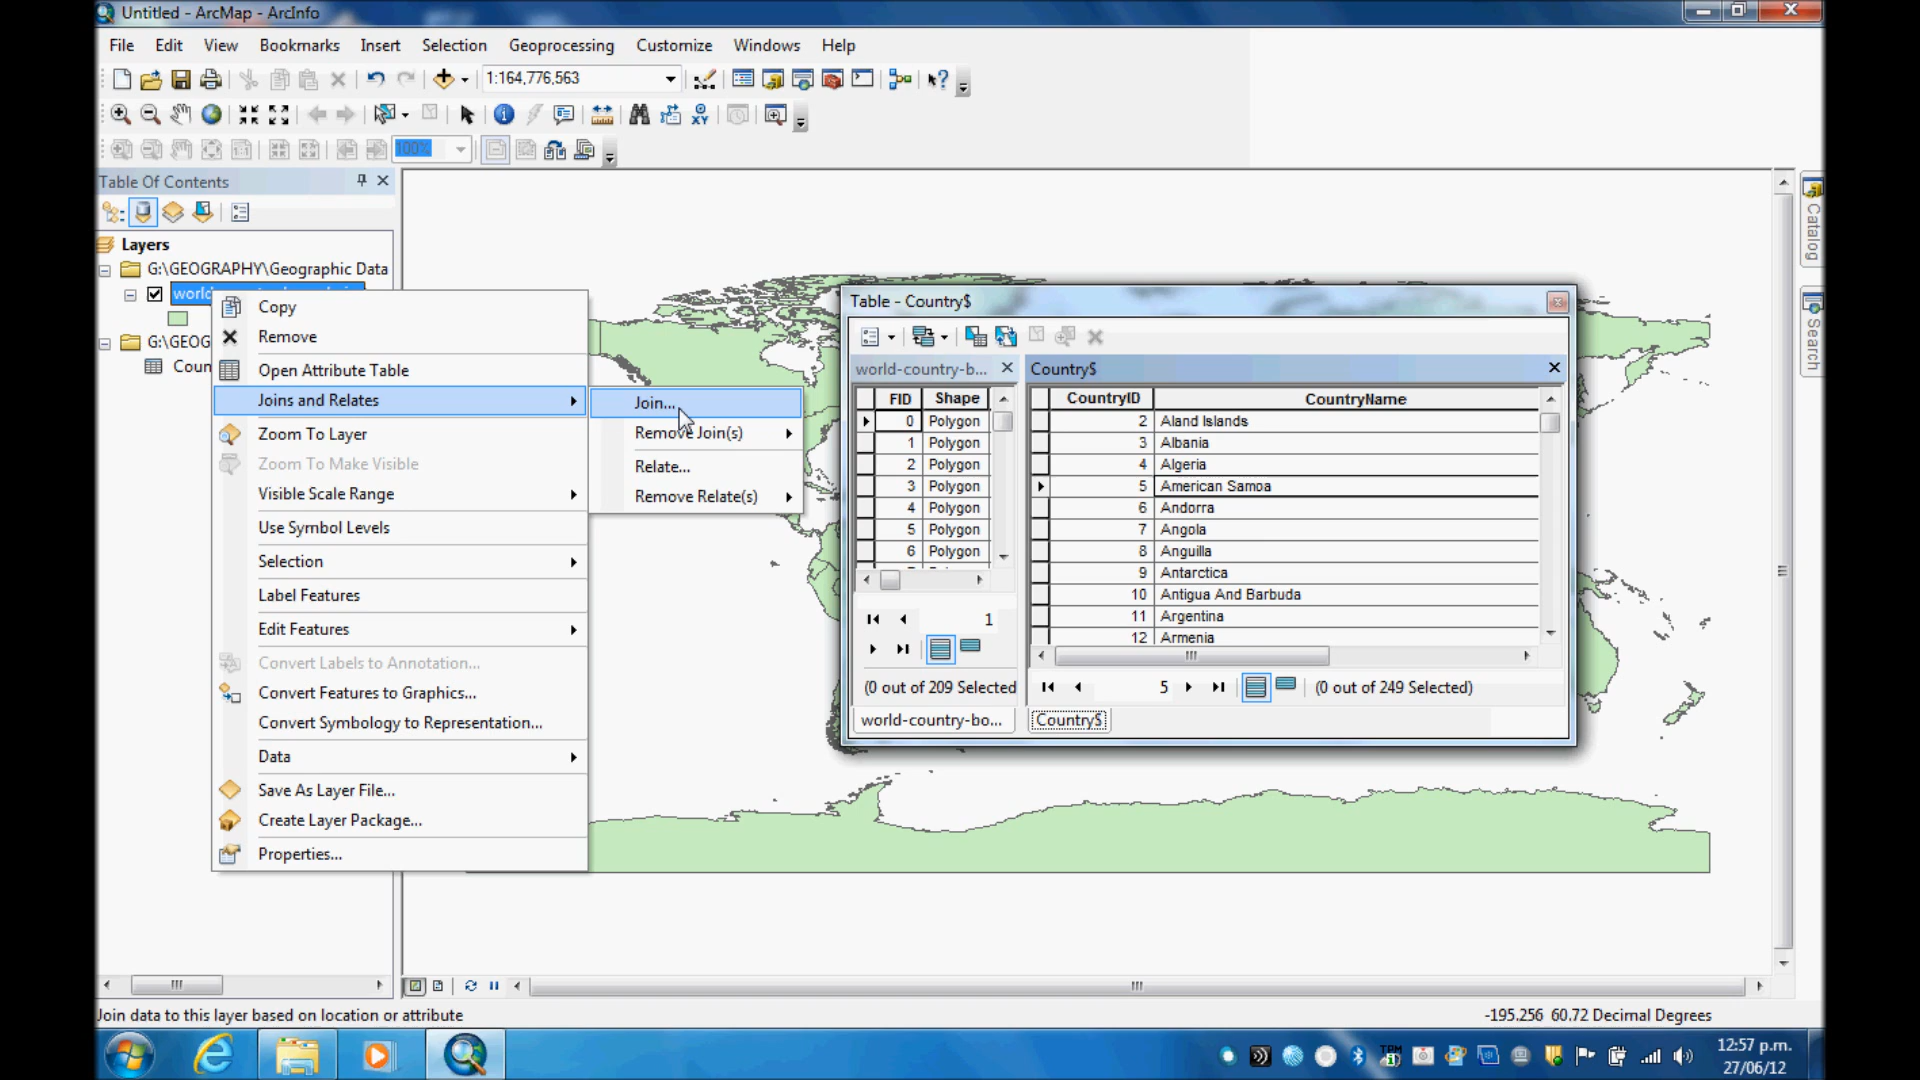 Untitled - ArcMap - ArcInfo
File Edit View Bookmarks Insert Selection Geoprocessing Customize Windows Help
1:164,776,563
100%
Table Of Contents
Layers
G:\GEOGRAPHY\Geographic Data
world
G:\GEOG
Coun
Copy
Remove
Open Attribute Table
Joins and Relates
Zoom To Layer
Zoom To Make Visible
Visible Scale Range
Use Symbol Levels
Selection
Label Features
Edit Features
Convert Labels to Annotation...
Convert Features to Graphics...
Convert Symbology to Representation...
Data
Save As Layer File...
Create Layer Package...
Properties...
Join...
Remove Join(s)
Relate...
Remove Relate(s)
Table - Country$
world-country-b...
FID Shape
0 Polygon
1 Polygon
2 Polygon
3 Polygon
4 Polygon
5 Polygon
6 Polygon
1
(0 out of 209 Selected
world-country-bo...
Country$
CountryID CountryName
2 Aland Islands
3 Albania
4 Algeria
5 American Samoa
6 Andorra
7 Angola
8 Anguilla
9 Antarctica
10 Antigua And Barbuda
11 Argentina
12 Armenia
5 (0 out of 249 Selected)
Country$
Catalog
Search
Join data to this layer based on location or attribute
-195.256 60.72 Decimal Degrees
12:57 p.m.
27/06/12